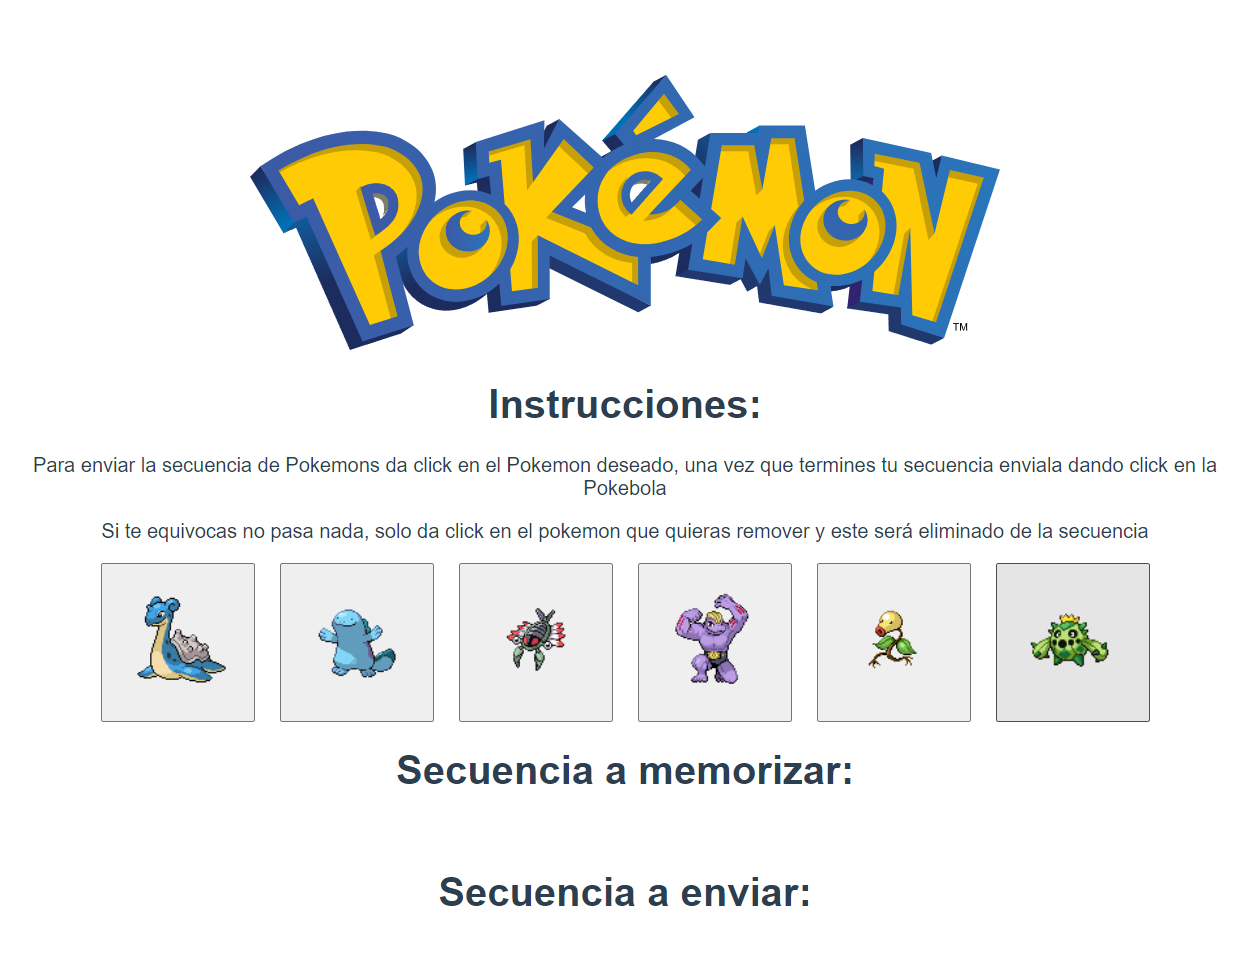 Pokémon
TM
Instrucciones:
Para enviar la secuencia de Pokemons da click en el Pokemon deseado, una vez que termines tu secuencia enviala dando click en la
Pokebola
Si te equivocas no pasa nada, solo da click en el pokemon que quieras remover y este será eliminado de la secuencia
Secuencia a memorizar:
Secuencia a enviar: